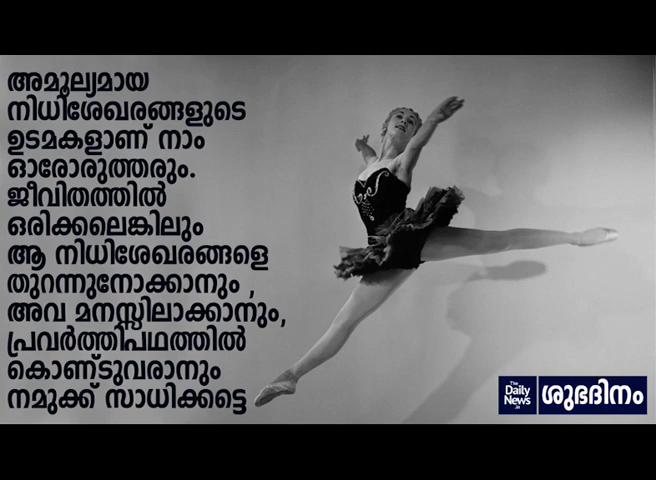 അമൂല്യമായ
നിധിശേഖരങ്ങളുടെ
ഉടമകളാണ് നാം
ഓരോരുത്തരും.
ജീവിതത്തിൽ
ഒരിക്കലെങ്കിലും
ആ നിധിശേഖരങ്ങളെ
തുറന്നുനോക്കാനും ,
അവ മനസ്സിലാക്കാനും,
പ്രവർത്തിപഥത്തിൽ
കൊണ്ടുവരാനും
നമുക്ക് സാധിക്കട്ടെ
The
Daily
News
.in
ശുഭദിനം